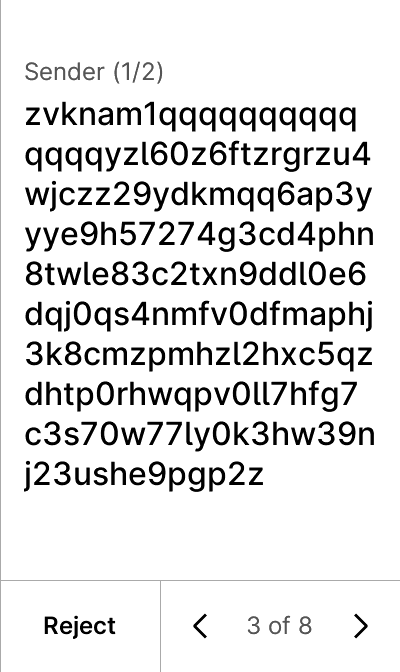 Sender (1/2)
zvknam1qqqqqqqqqq
qqqqyzl60z6ftzrgrzu4
wjczz29ydkmqq6ap3y
yye9h57274g3cd4phn
8twle83c2txn9ddl0e6
dqj0qs4nmfv0dfmaphj
3k8cmzpmhzl2hxc5qz
dhtp0rhwqpv0ll7hfg7
c3s70w77ly0k3hw39n
j23ushe9pgp2z
Reject
3 of 8